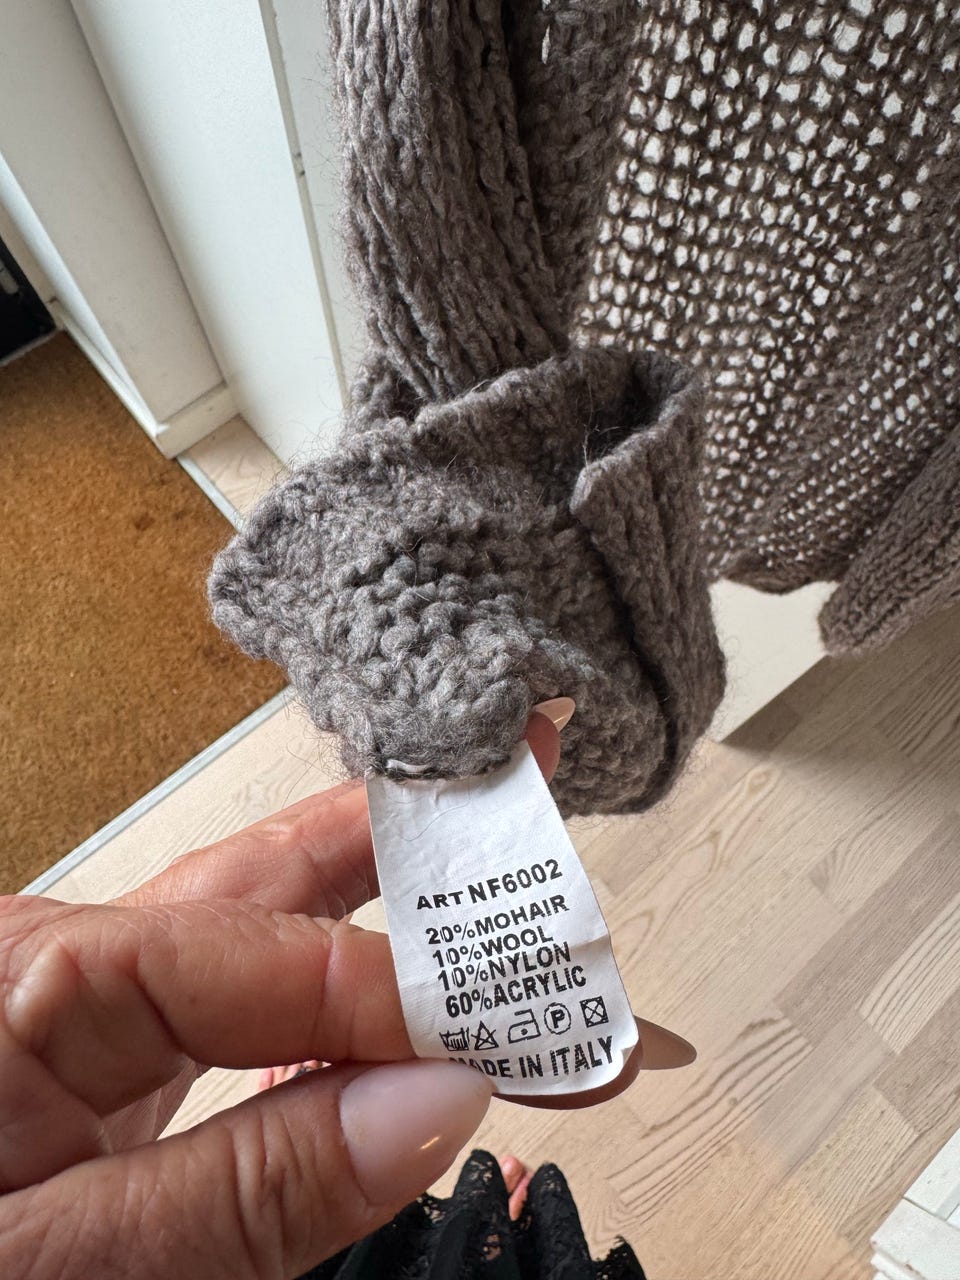 ART NF6002
20%MOHAIR
10%WOOL
10%NYLON
60%ACRYLIC
P
MADE IN ITALY